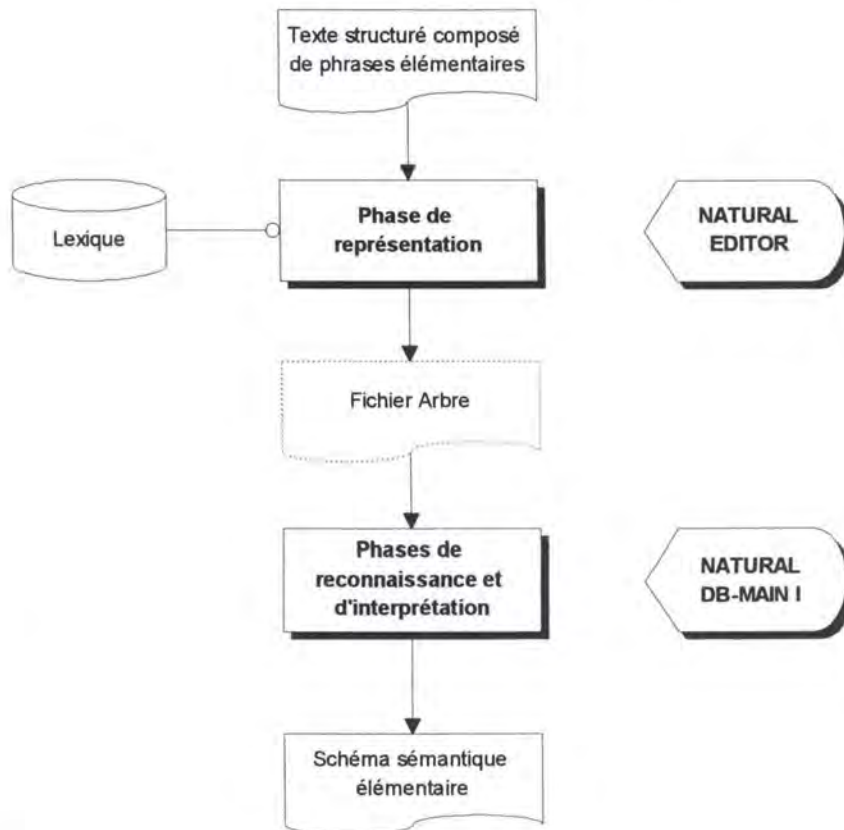 Texte structuré composé
de phrases élémentaires
Lexique
Phase de
représentation
NATURAL
EDITOR
Fichier Arbre
Phases de
reconnaissance et
d'interprétation
NATURAL
DB-MAIN I
Schéma sémantique
élémentaire